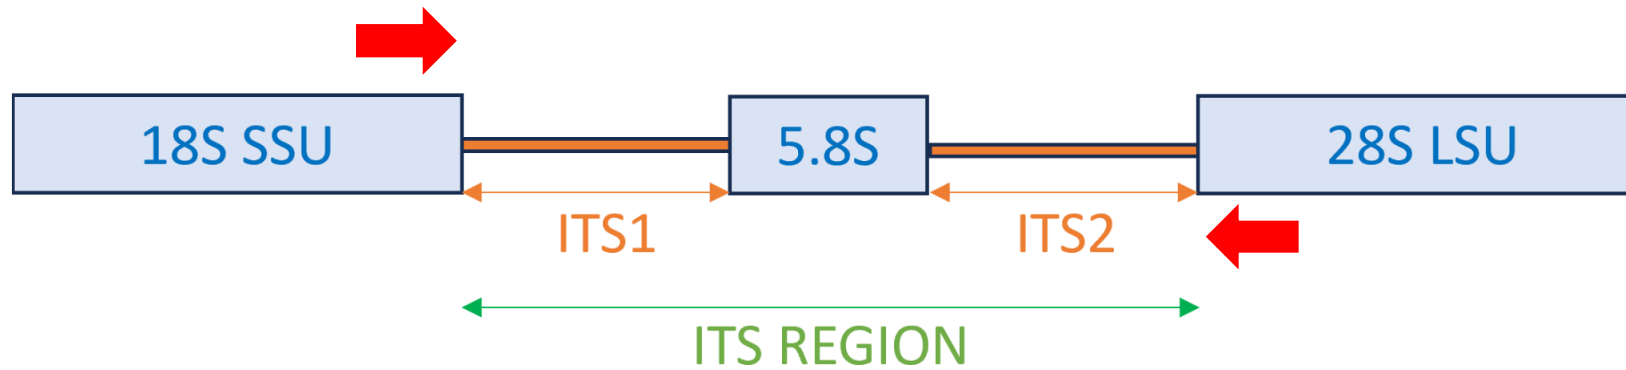 18S SSU
5.8S
28S LSU
ITS1
ITS2
ITS REGION